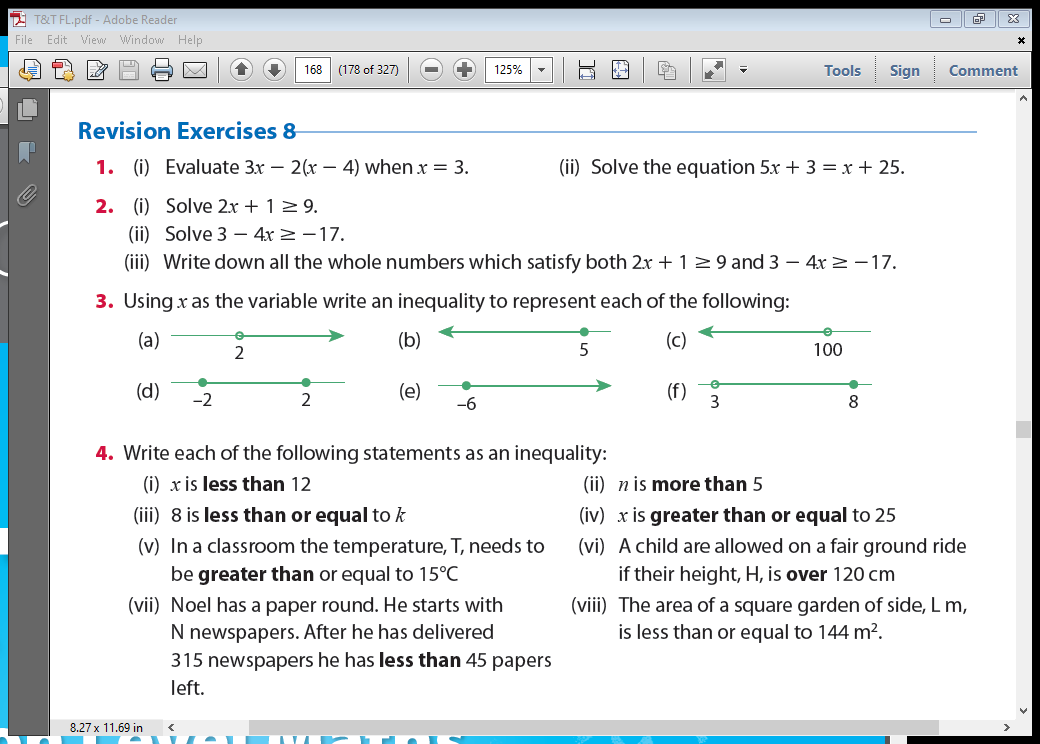 T&T FL.pdf - Adobe Reader
File Edit View Window Help
168 (178 of 327) 125% Tools Sign Comment
Revision Exercises 8
1. (i) Evaluate 3x − 2(x − 4) when x = 3. (ii) Solve the equation 5x + 3 = x + 25.
2. (i) Solve 2x + 1 ≥ 9.
(ii) Solve 3 − 4x ≥ −17.
(iii) Write down all the whole numbers which satisfy both 2x + 1 ≥ 9 and 3 − 4x ≥ −17.
3. Using x as the variable write an inequality to represent each of the following:
(a) 2 (b) 5 (c) 100
(d) −2 2 (e) −6 (f) 3 8
4. Write each of the following statements as an inequality:
(i) x is less than 12 (ii) n is more than 5
(iii) 8 is less than or equal to k (iv) x is greater than or equal to 25
(v) In a classroom the temperature, T, needs to (vi) A child are allowed on a fair ground ride
be greater than or equal to 15°C if their height, H, is over 120 cm
(vii) Noel has a paper round. He starts with (viii) The area of a square garden of side, L m,
N newspapers. After he has delivered is less than or equal to 144 m².
315 newspapers he has less than 45 papers
left.
8.27 x 11.69 in